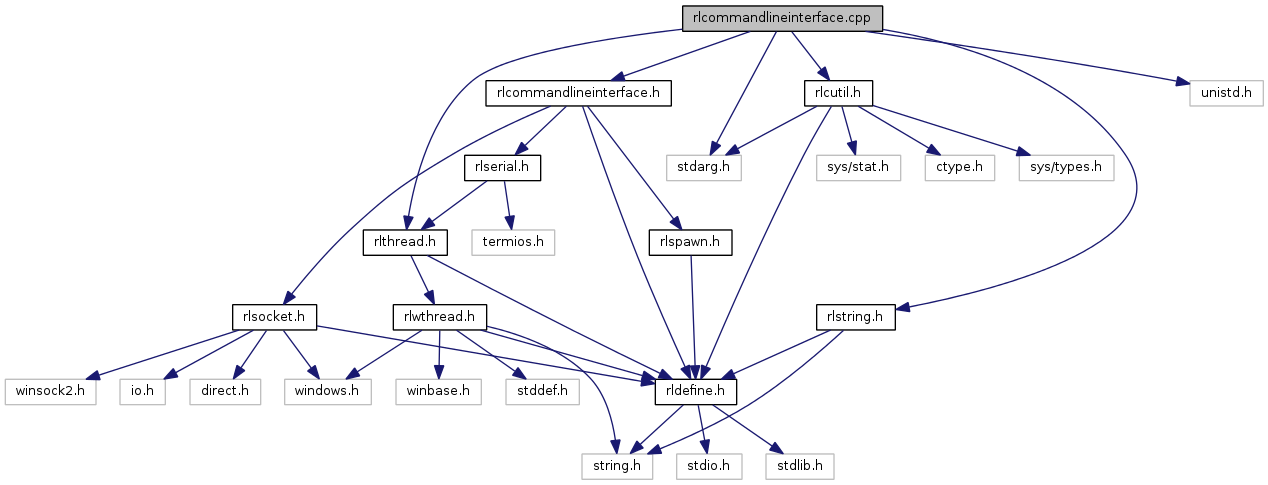 rlcommandlineinterface.cpp
rlcommandlineinterface.h
rlcutil.h
unistd.h
rlserial.h
stdarg.h
sys/stat.h
ctype.h
sys/types.h
rlthread.h
termios.h
rlspawn.h
rlsocket.h
rlwthread.h
rlstring.h
winsock2.h
io.h
direct.h
windows.h
winbase.h
stddef.h
rldefine.h
string.h
stdio.h
stdlib.h